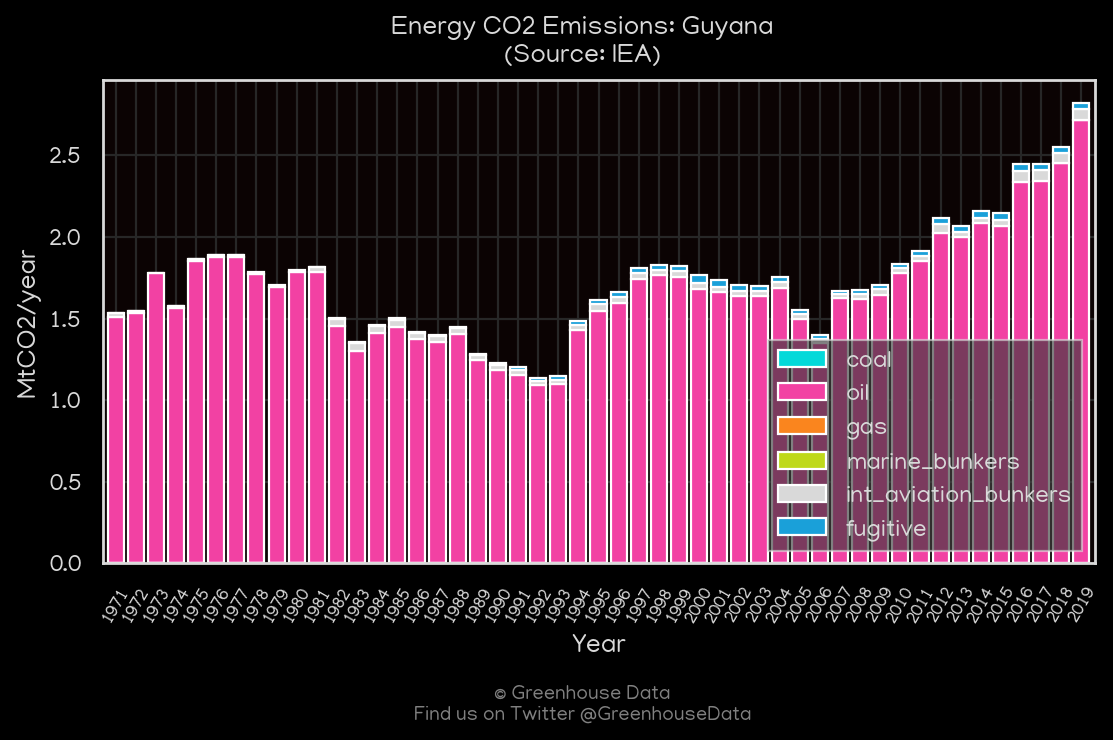 Energy CO2 Emissions: Guyana
(Source: IEA)
MtCO2/year
2.5
2.0
1.5
1.0
0.5
0.0
coal
oil
gas
marine_bunkers
int_aviation_bunkers
fugitive
1971 1972 1973 1974 1975 1976 1977 1978 1979 1980 1981 1982 1983 1984 1985 1986 1987 1988 1989 1990 1991 1992 1993 1994 1995 1996 1997 1998 1999 2000 2001 2002 2003 2004 2005 2006 2007 2008 2009 2010 2011 2012 2013 2014 2015 2016 2017 2018 2019
Year
© Greenhouse Data
Find us on Twitter @GreenhouseData